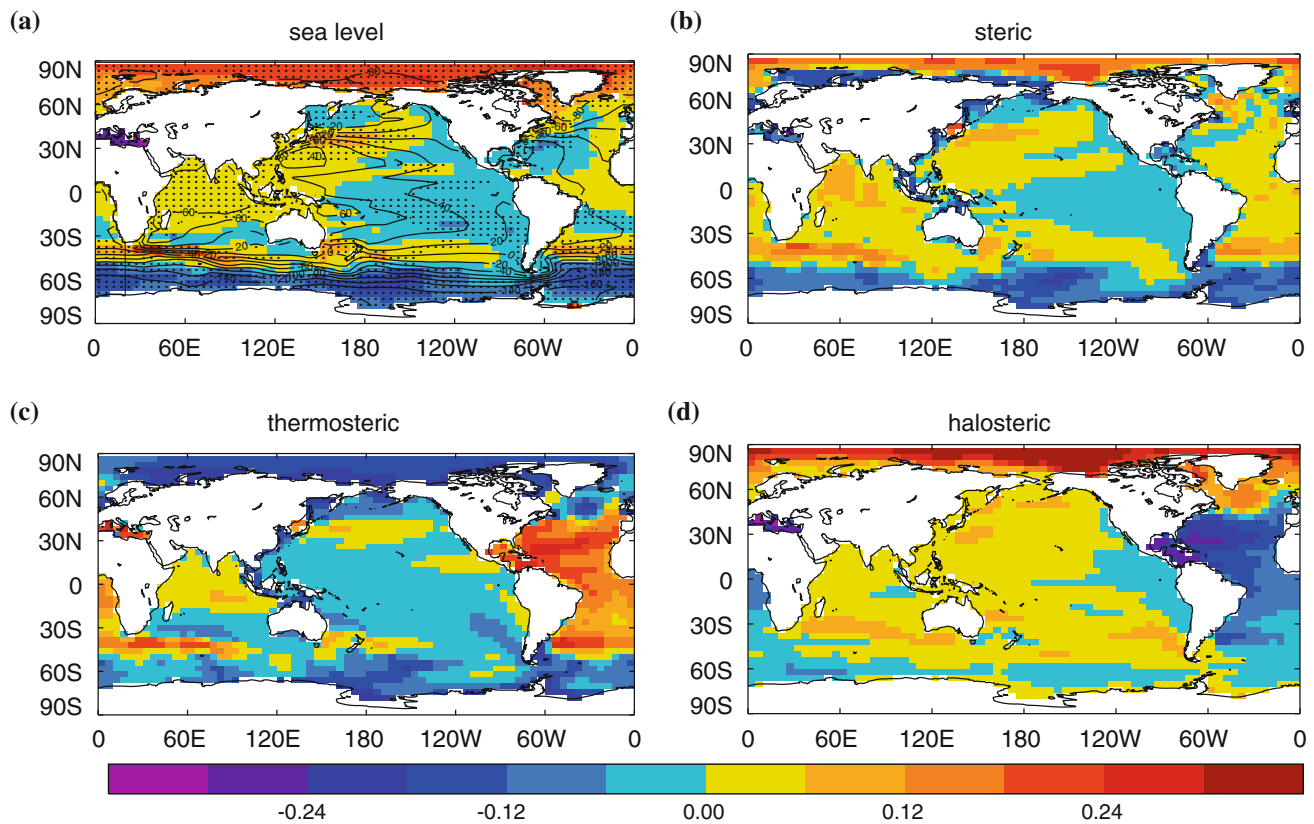 (a)
sea level
90N
60N
30N
0
30S
60S
90S
0 60E 120E 180 120W 60W 0
(b)
steric
90N
60N
30N
0
30S
60S
90S
0 60E 120E 180 120W 60W 0
(c)
thermosteric
90N
60N
30N
0
30S
60S
90S
0 60E 120E 180 120W 60W 0
(d)
halosteric
90N
60N
30N
0
30S
60S
90S
0 60E 120E 180 120W 60W 0
-0.24 -0.12 0.00 0.12 0.24